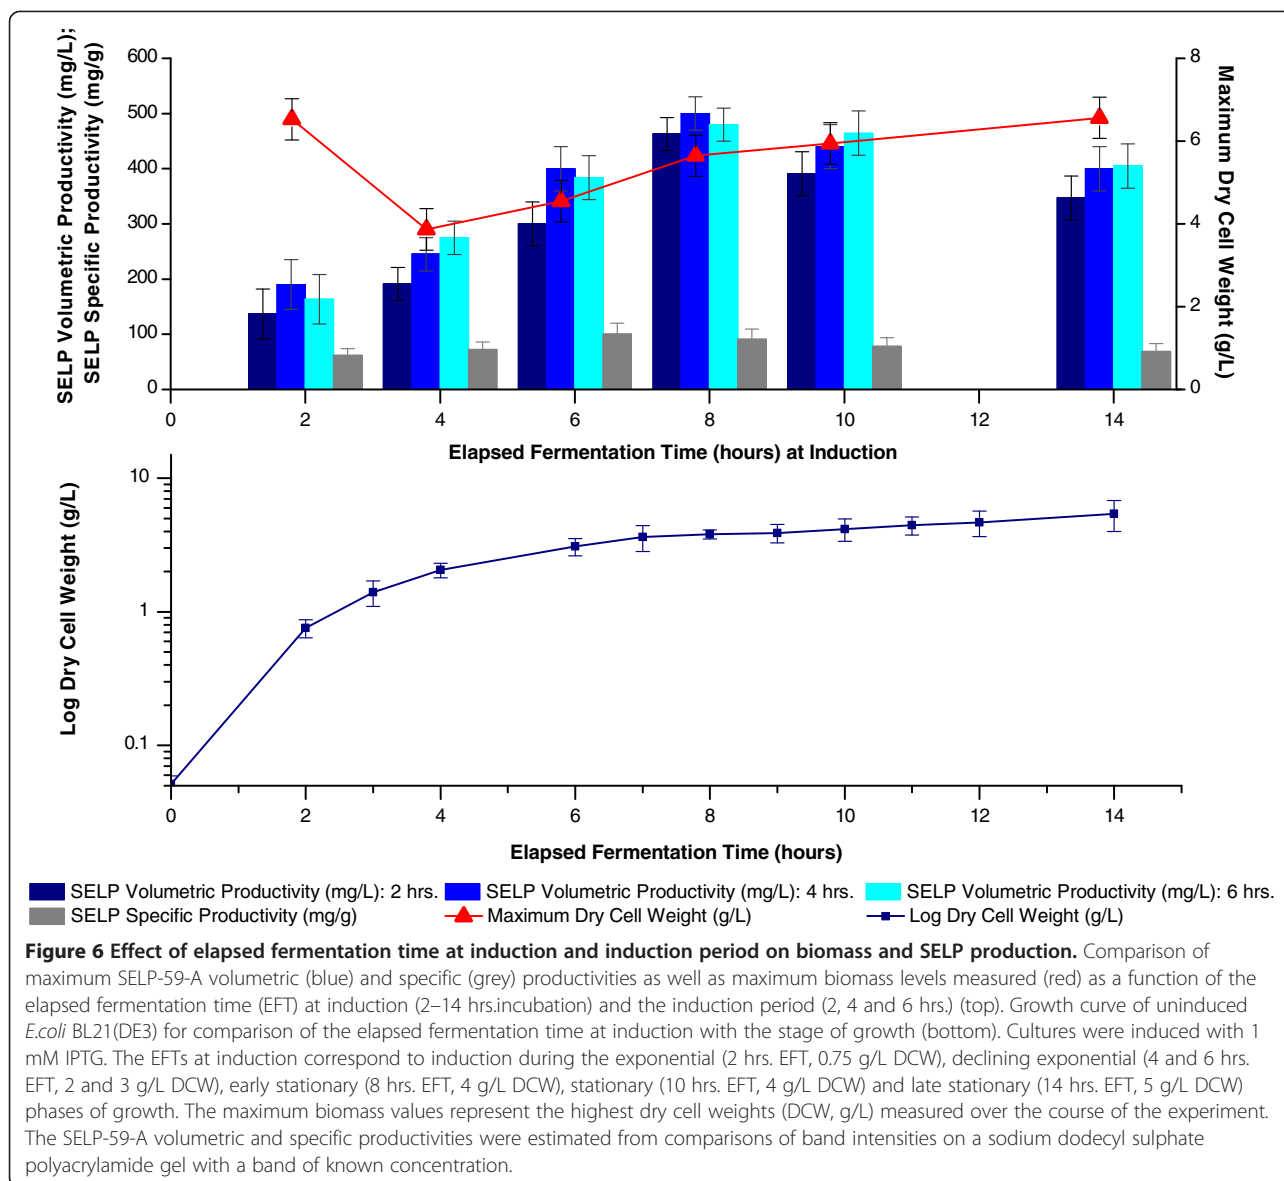 SELP Volumetric Productivity (mg/L);
SELP Specific Productivity (mg/g)
600
500
400
300
200
100
0
8
6
4
2
0
Maximum Dry Cell
Weight (g/L)
0 2 4 6 8 10 12 14
Elapsed Fermentation Time (hours) at Induction
Log Dry Cell Weight (g/L)
10
1
0.1
0 2 4 6 8 10 12 14
Elapsed Fermentation Time (hours)
SELP Volumetric Productivity (mg/L): 2 hrs. SELP Volumetric Productivity (mg/L): 4 hrs. SELP Volumetric Productivity (mg/L): 6 hrs.
SELP Specific Productivity (mg/g) Maximum Dry Cell Weight (g/L) Log Dry Cell Weight (g/L)
Figure 6 Effect of elapsed fermentation time at induction and induction period on biomass and SELP production. Comparison of
maximum SELP-59-A volumetric (blue) and specific (grey) productivities as well as maximum biomass levels measured (red) as a function of the
elapsed fermentation time (EFT) at induction (2–14 hrs.incubation) and the induction period (2, 4 and 6 hrs.) (top). Growth curve of uninduced
E.coli BL21(DE3) for comparison of the elapsed fermentation time at induction with the stage of growth (bottom). Cultures were induced with 1
mM IPTG. The EFTs at induction correspond to induction during the exponential (2 hrs. EFT, 0.75 g/L DCW), declining exponential (4 and 6 hrs.
EFT, 2 and 3 g/L DCW), early stationary (8 hrs. EFT, 4 g/L DCW), stationary (10 hrs. EFT, 4 g/L DCW) and late stationary (14 hrs. EFT, 5 g/L DCW)
phases of growth. The maximum biomass values represent the highest dry cell weights (DCW, g/L) measured over the course of the experiment.
The SELP-59-A volumetric and specific productivities were estimated from comparisons of band intensities on a sodium dodecyl sulphate
polyacrylamide gel with a band of known concentration.